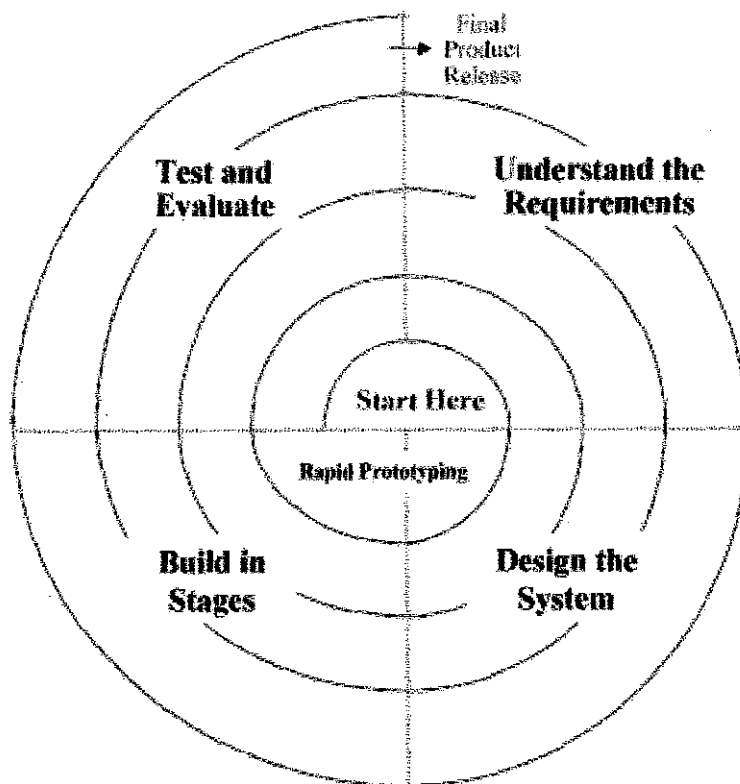 Final
Product
Release
Test and
Evaluate
Understand the
Requirements
Start Here
Rapid Prototyping
Build in
Stages
Design the
System